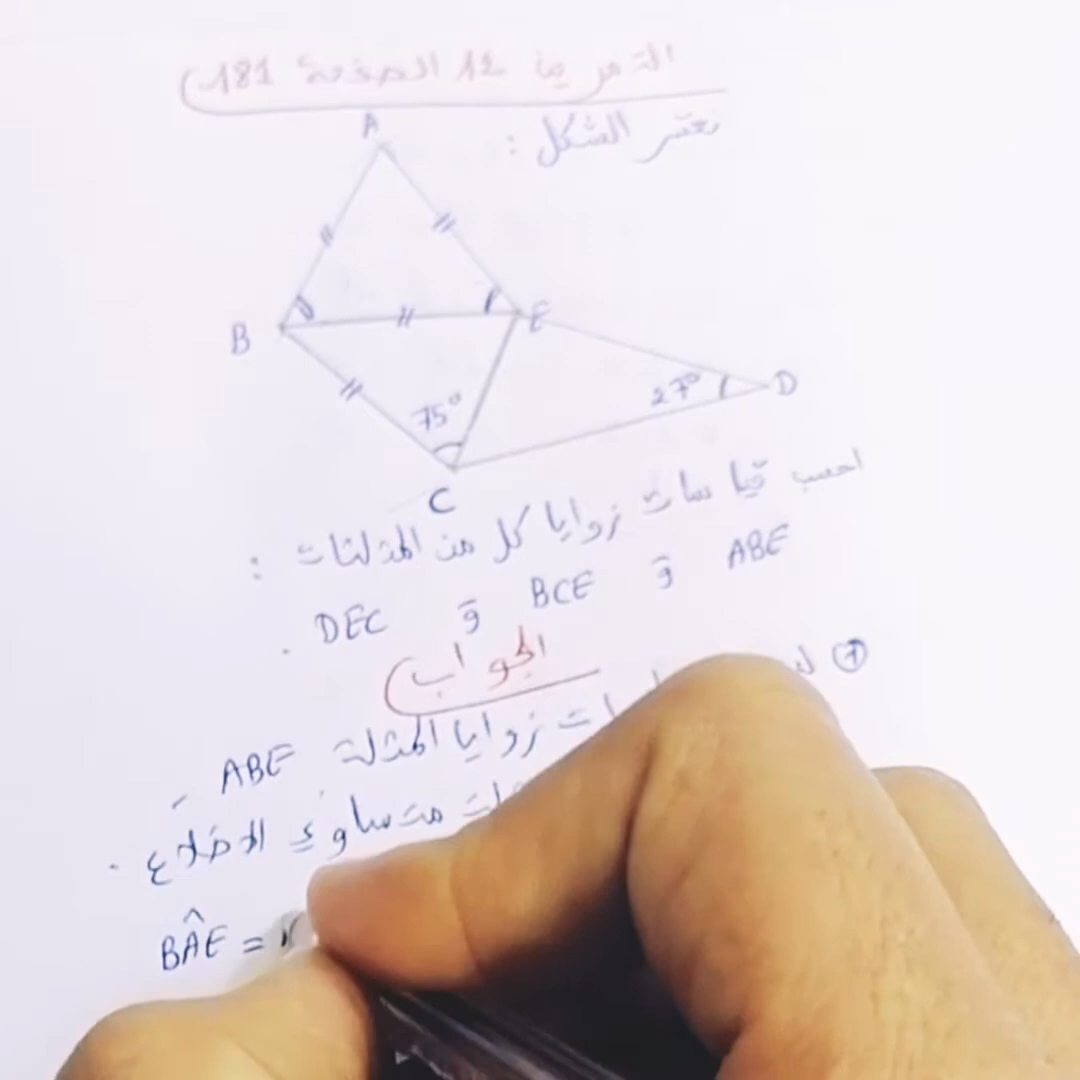 التمرين 12 الصفحة 181
نعتبر الشكل :
A
B
E
75°
27°
D
C
احسب قياسات زوايا كل من المثلثات :
ABE و BCE و DEC .
الجواب
① زوايا المثلث ABE
متساوي الاضلاع .
BÂE =